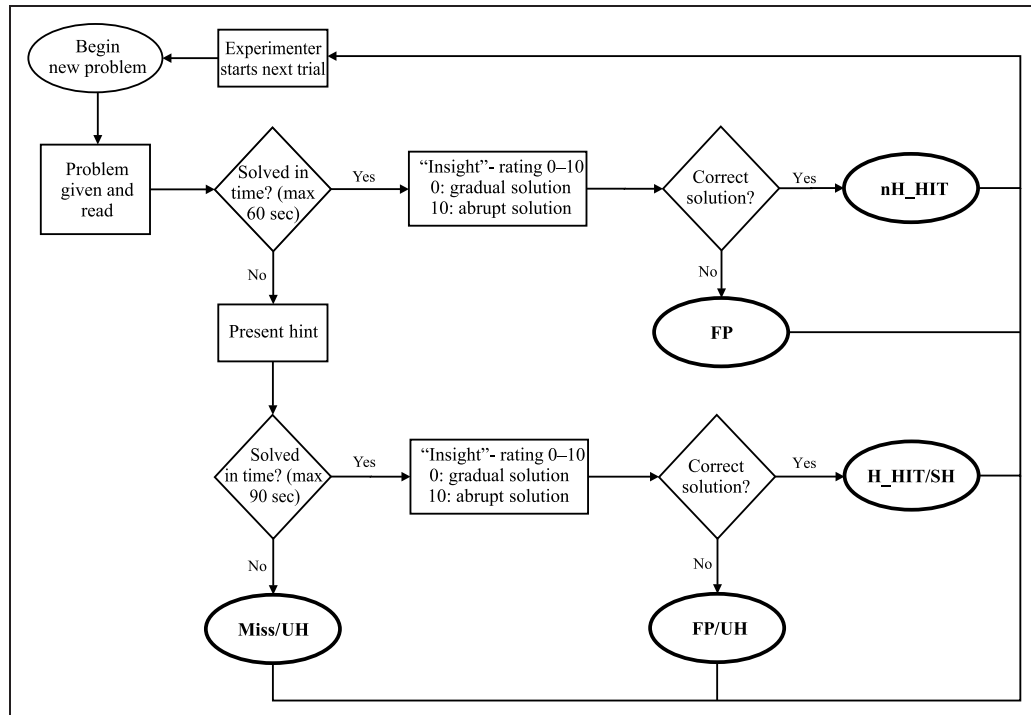 Begin
new problem
Experimenter
starts next trial
Problem
given and
read
Solved in
time? (max
60 sec)
Yes
“Insight”- rating 0–10
0: gradual solution
10: abrupt solution
Correct
solution?
Yes
nH_HIT
No
No
FP
Present hint
Solved
in time? (max
90 sec)
Yes
“Insight”- rating 0–10
0: gradual solution
10: abrupt solution
Correct
solution?
Yes
H_HIT/SH
No
No
Miss/UH
FP/UH